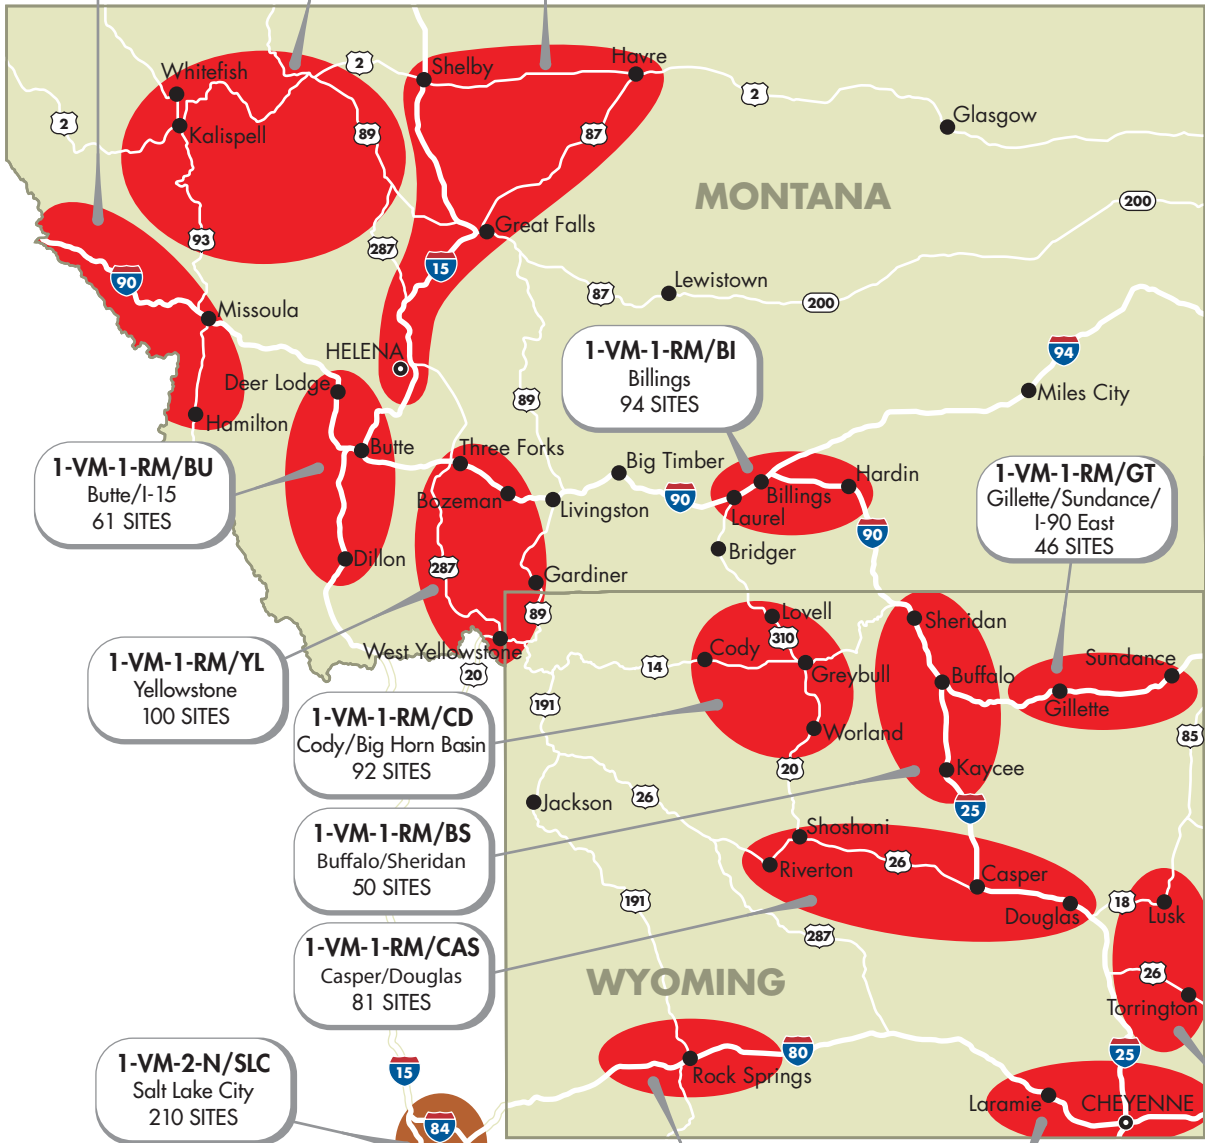 2
Shelby
Havre
Whitefish
2
Glasgow
2
Kalispell
89
87
MONTANA
200
Great Falls
93
287
15
90
Lewistown
87
200
Missoula
1-VM-1-RM/BI
Billings
94 SITES
HELENA
94
Deer Lodge
89
Miles City
Hamilton
Butte
Three Forks
Big Timber
Hardin
1-VM-1-RM/BU
Butte/I-15
61 SITES
1-VM-1-RM/GT
Gillette/Sundance/
I-90 East
46 SITES
Bozeman
Livingston
90
Billings
Laurel
90
Bridger
Dillon
287
Gardiner
89
Lovell
310
Sheridan
West Yellowstone
20
14
Cody
Greybull
Buffalo
Sundance
Gillette
1-VM-1-RM/YL
Yellowstone
100 SITES
191
1-VM-1-RM/CD
Cody/Big Horn Basin
92 SITES
Worland
85
20
Kaycee
26
Jackson
25
1-VM-1-RM/BS
Buffalo/Sheridan
50 SITES
Shoshoni
Riverton
26
Casper
191
Douglas
18
Lusk
287
1-VM-1-RM/CAS
Casper/Douglas
81 SITES
WYOMING
26
Torrington
80
25
1-VM-2-N/SLC
Salt Lake City
210 SITES
15
Rock Springs
Laramie
CHEYENNE
84